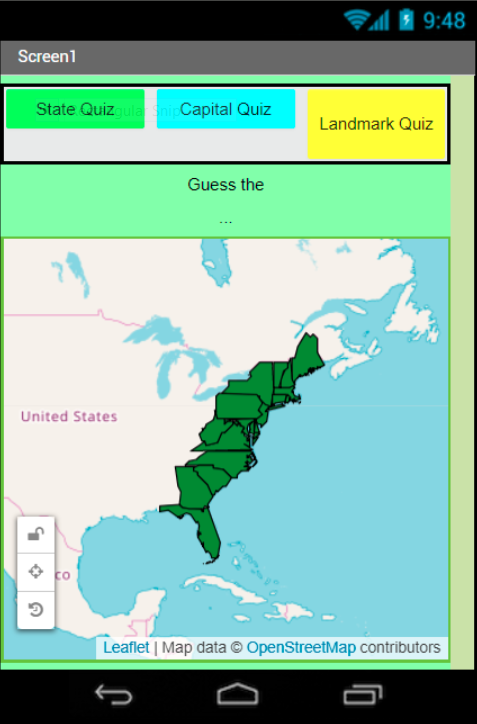 9:48
Screen1
State Quiz
Capital Quiz
Landmark Quiz
Guess the
...
United States
co
Leaflet | Map data © OpenStreetMap contributors